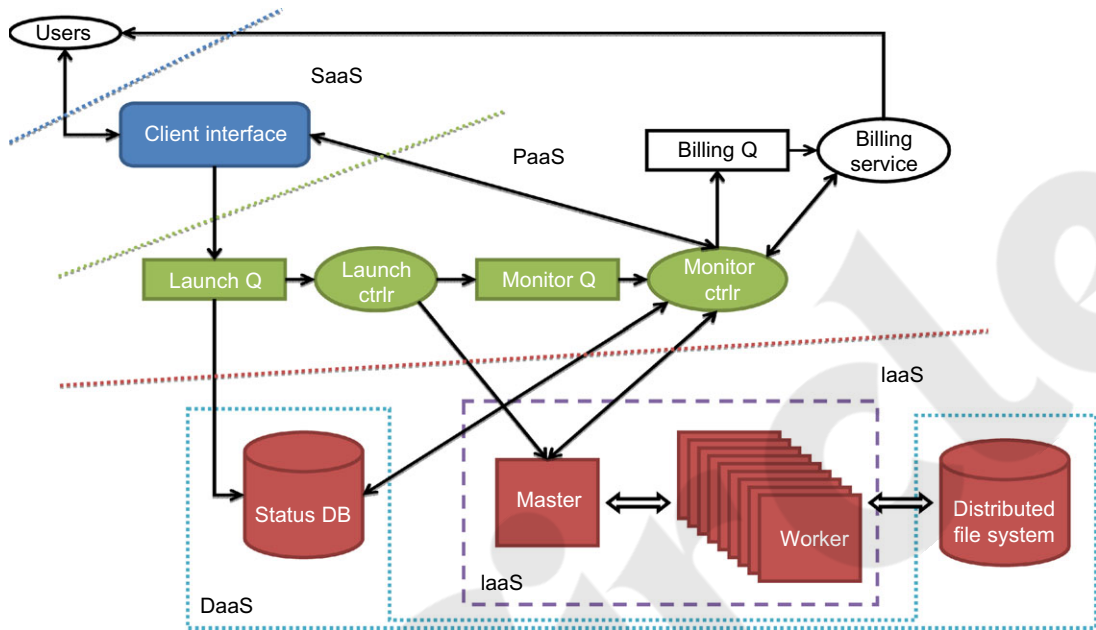 Users
SaaS
Client interface
PaaS
Billing Q
Billing
service
Launch Q
Launch
ctrlr
Monitor Q
Monitor
ctrlr
IaaS
Status DB
Master
Worker
Distributed
file system
DaaS
IaaS